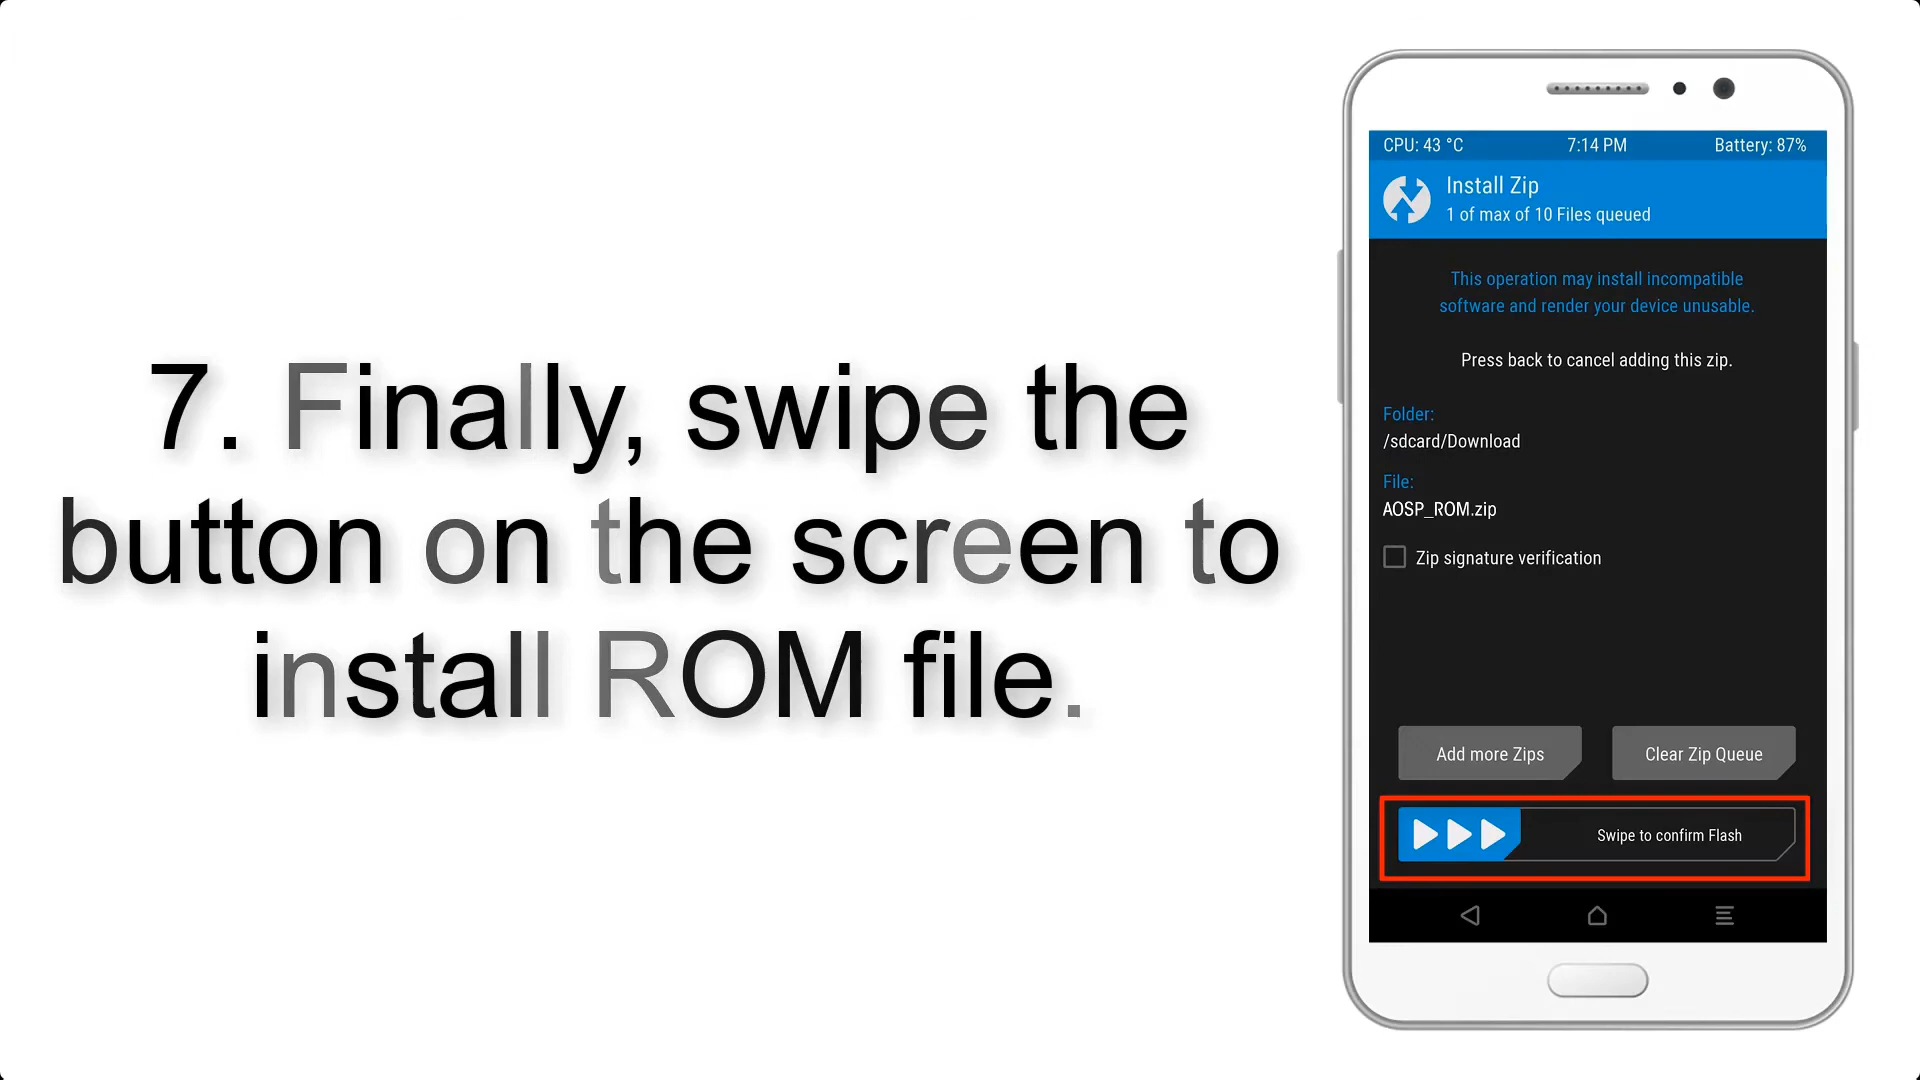 7. Finally, swipe the
button on the screen to
install ROM file.
CPU: 43 °C 7:14 PM Battery: 87%
Install Zip
1 of max of 10 Files queued
This operation may install incompatible
software and render your device unusable.
Press back to cancel adding this zip.
Folder:
/sdcard/Download
File:
AOSP_ROM.zip
Zip signature verification
Add more Zips Clear Zip Queue
Swipe to confirm Flash